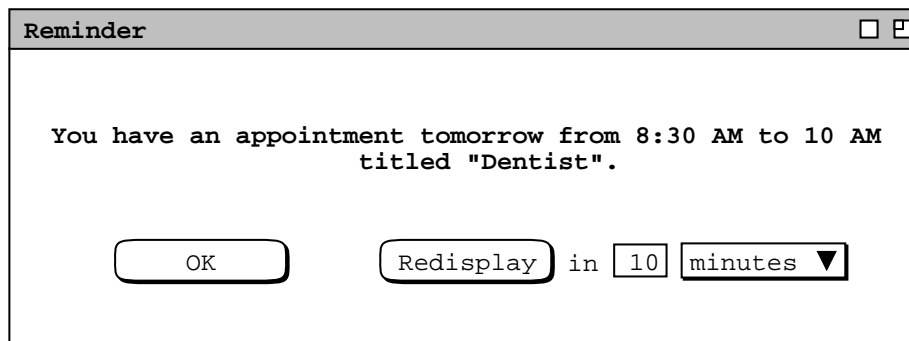 Reminder
You have an appointment tomorrow from 8:30 AM to 10 AM
titled "Dentist".
OK Redisplay in 10 minutes